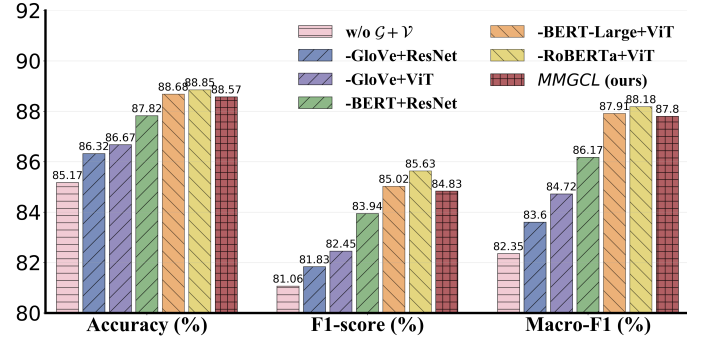 92
90
88
86
84
82
80
w/o 𝒢 + 𝒱
-GloVe+ResNet
-GloVe+ViT
-BERT+ResNet
-BERT-Large+ViT
-RoBERTa+ViT
MMGCL (ours)
85.17
86.32
86.67
87.82
88.68
88.85
88.57
81.06
81.83
82.45
83.94
85.02
85.63
84.83
82.35
83.6
84.72
86.17
87.91
88.18
87.8
Accuracy (%)
F1-score (%)
Macro-F1 (%)